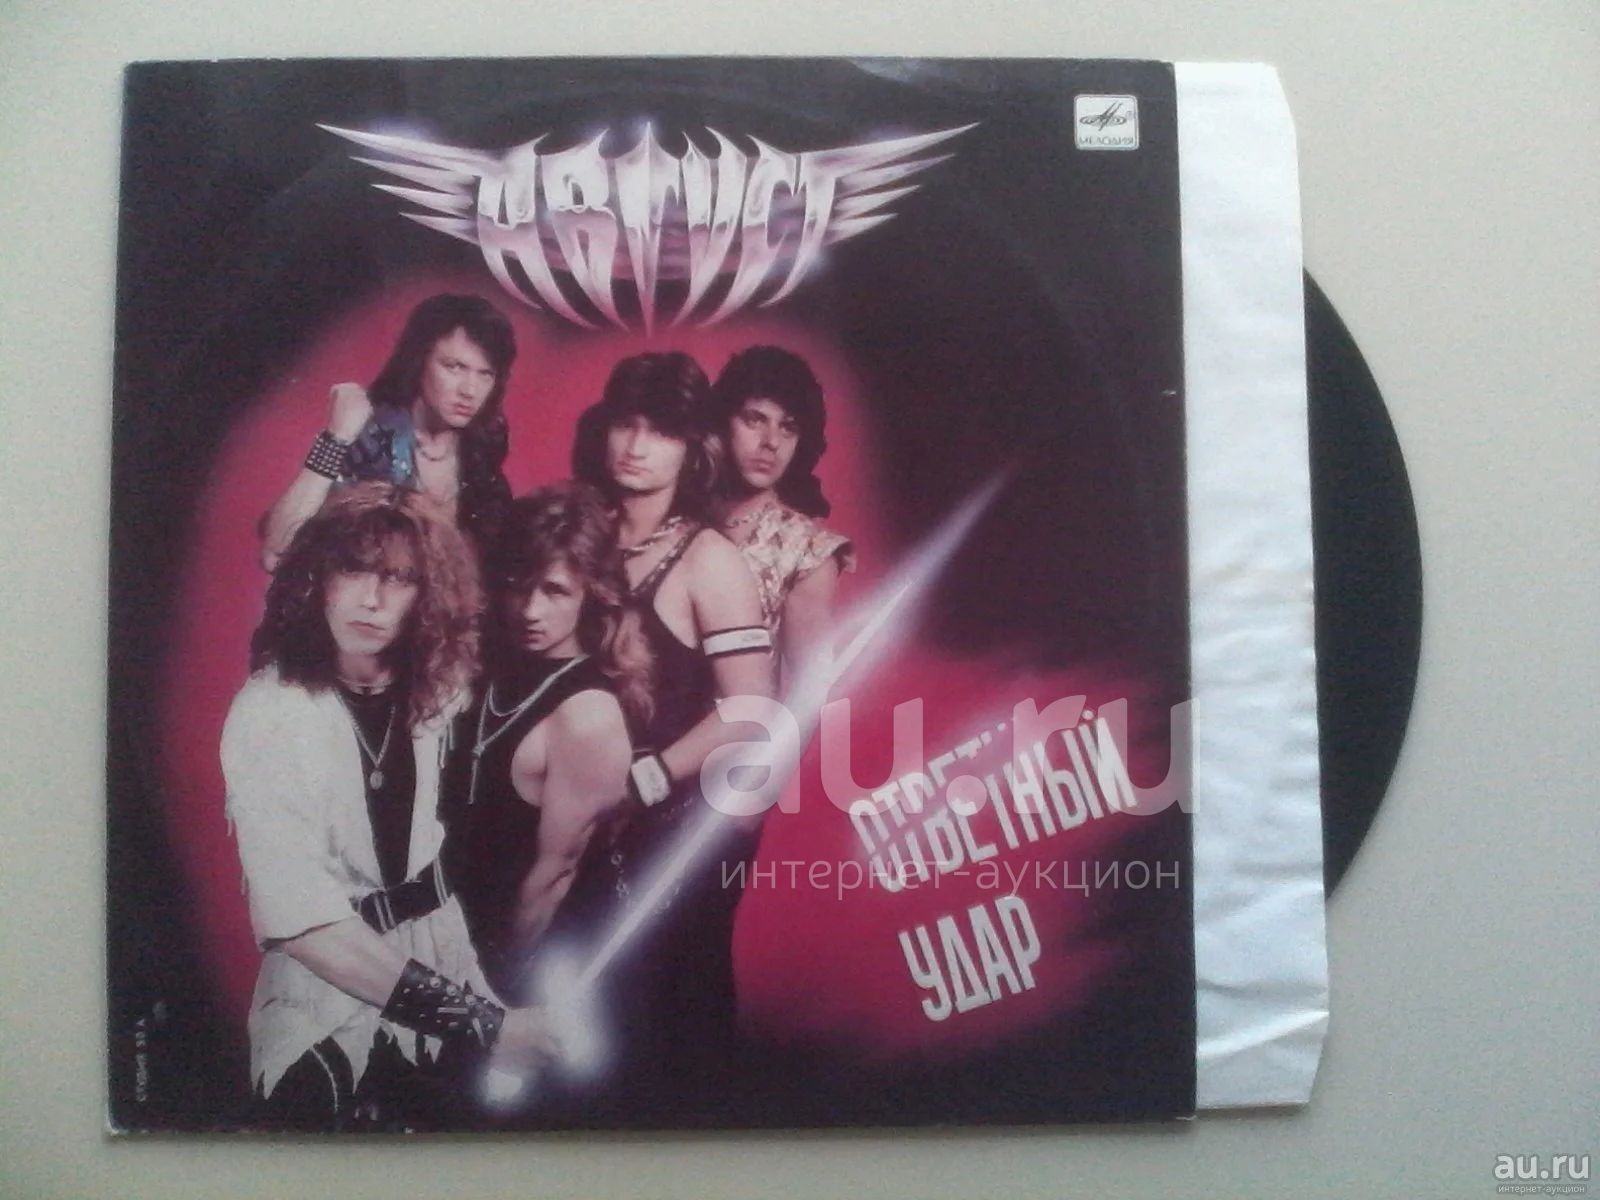 АВГУСТ
МЕЛОДИЯ
ОТВЕТНЫЙ
УДАР
au.ru
интернет-аукцион
au.ru
интернет-аукцион